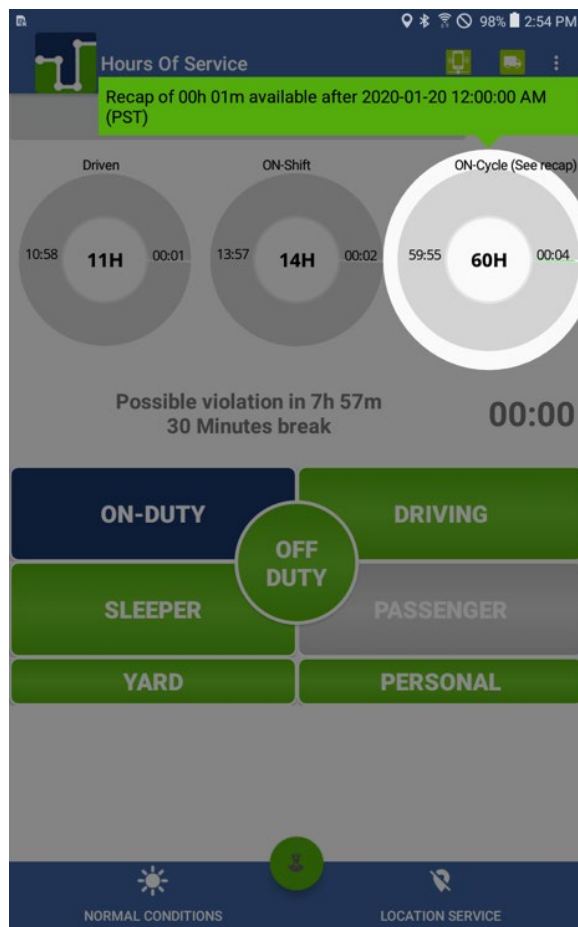 98% 2:54 PM
Hours Of Service
Recap of 00h 01m available after 2020-01-20 12:00:00 AM
(PST)
Driven
ON-Shift
ON-Cycle (See recap)
10:58 11H 00:01
13:57 14H 00:02
59:55 60H 00:04
Possible violation in 7h 57m
30 Minutes break
00:00
ON-DUTY
DRIVING
OFF
DUTY
SLEEPER
PASSENGER
YARD
PERSONAL
NORMAL CONDITIONS
LOCATION SERVICE